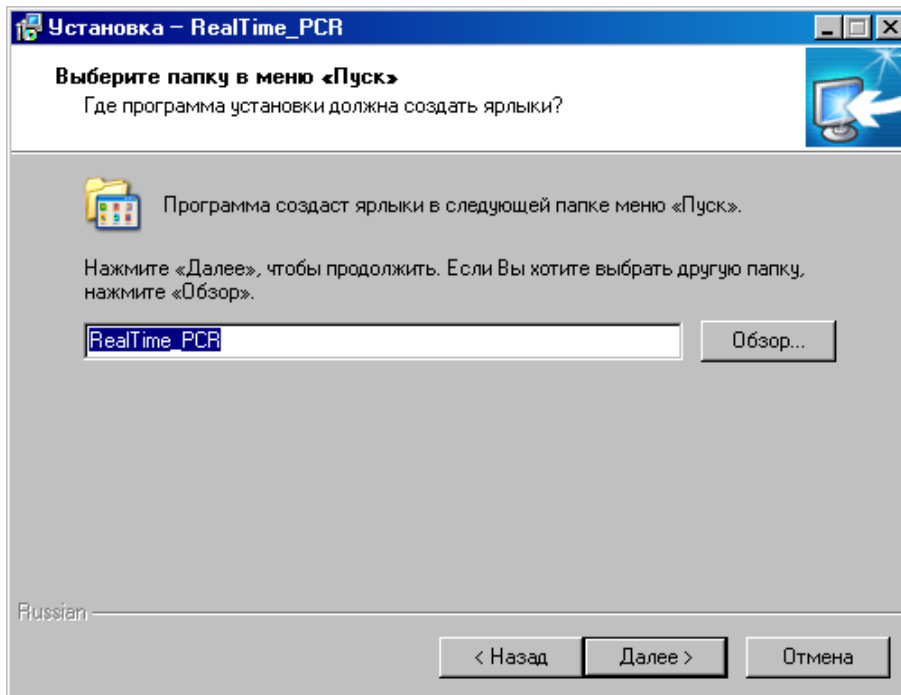 Установка – RealTime_PCR
Выберите папку в меню «Пуск»
Где программа установки должна создать ярлыки?
Программа создаст ярлыки в следующей папке меню «Пуск».
Нажмите «Далее», чтобы продолжить. Если Вы хотите выбрать другую папку,
нажмите «Обзор».
RealTime_PCR
Обзор...
Russian
< Назад
Далее >
Отмена